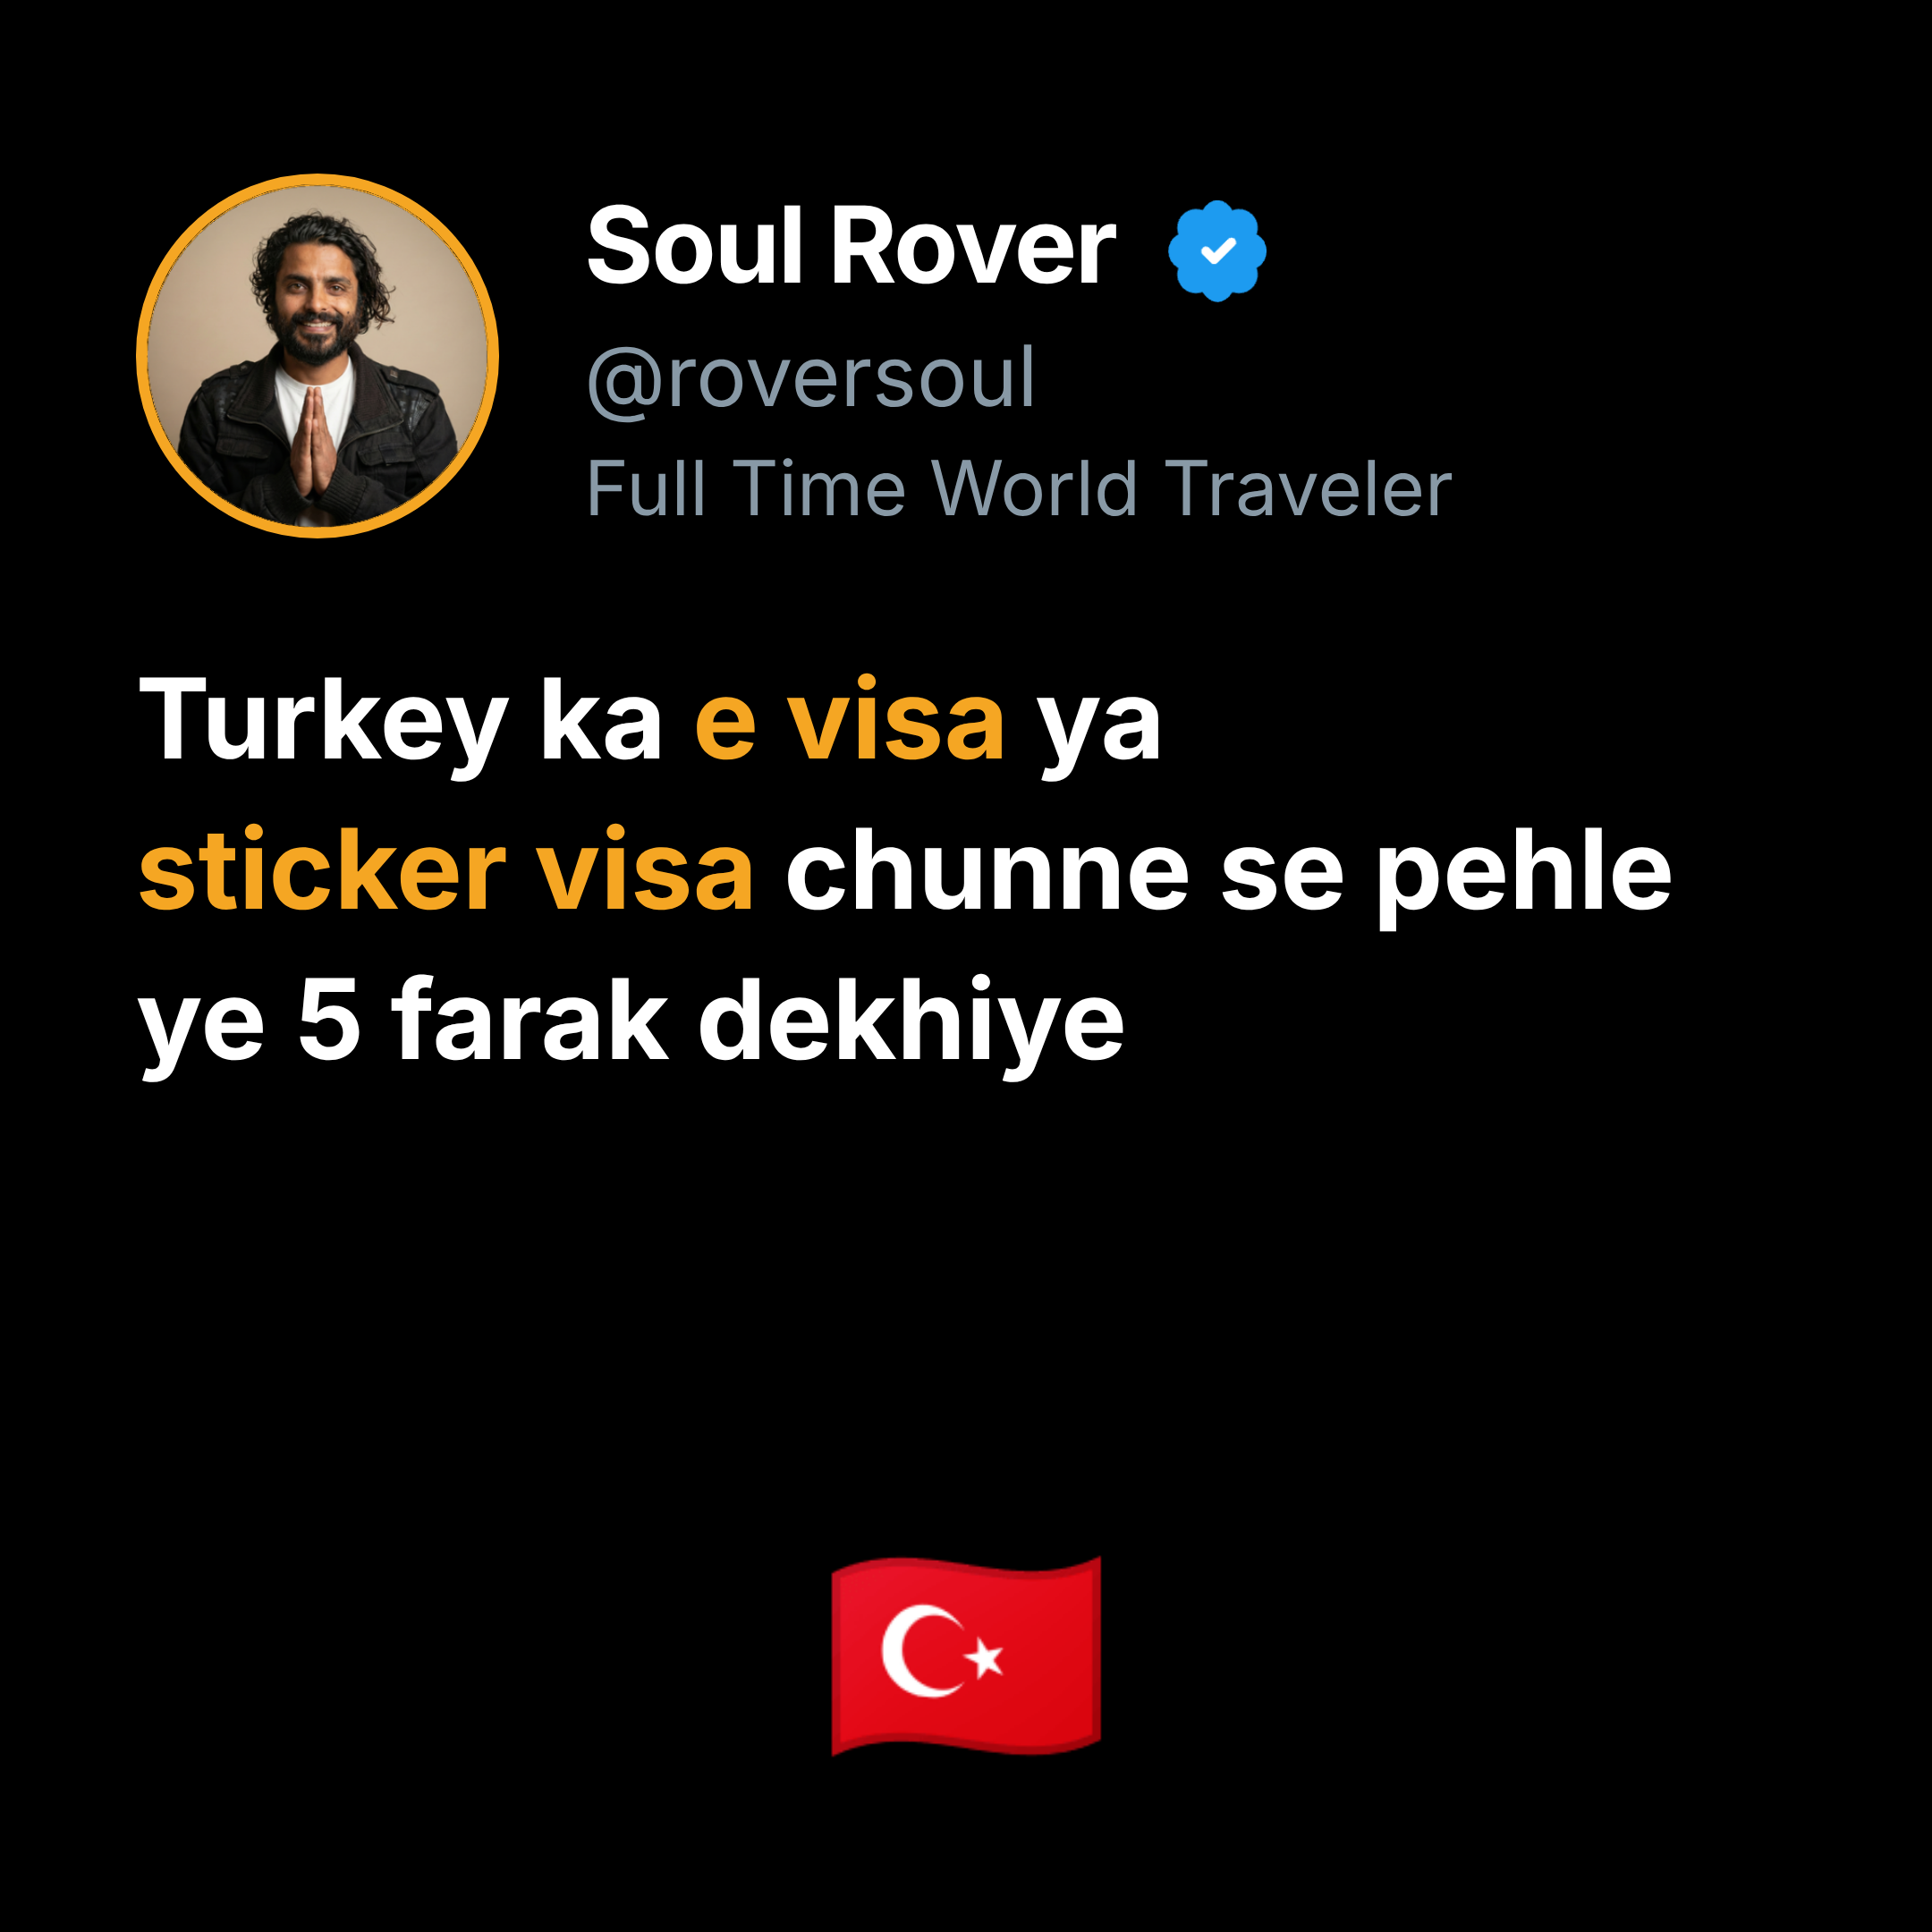 Soul Rover
@roversoul
Full Time World Traveler
Turkey ka e visa ya
sticker visa chunne se pehle
ye 5 farak dekhiye